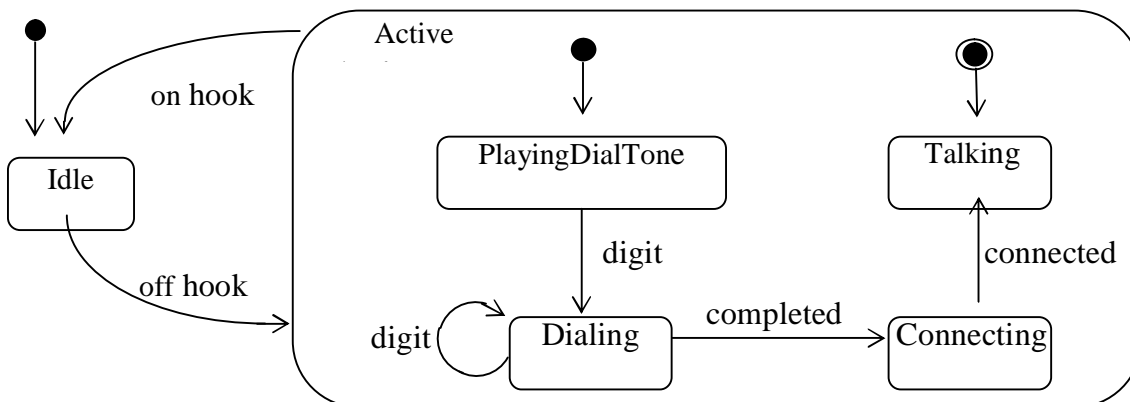 Active
on hook
PlayingDialTone
Talking
Idle
digit
connected
off hook
completed
digit
Dialing
Connecting